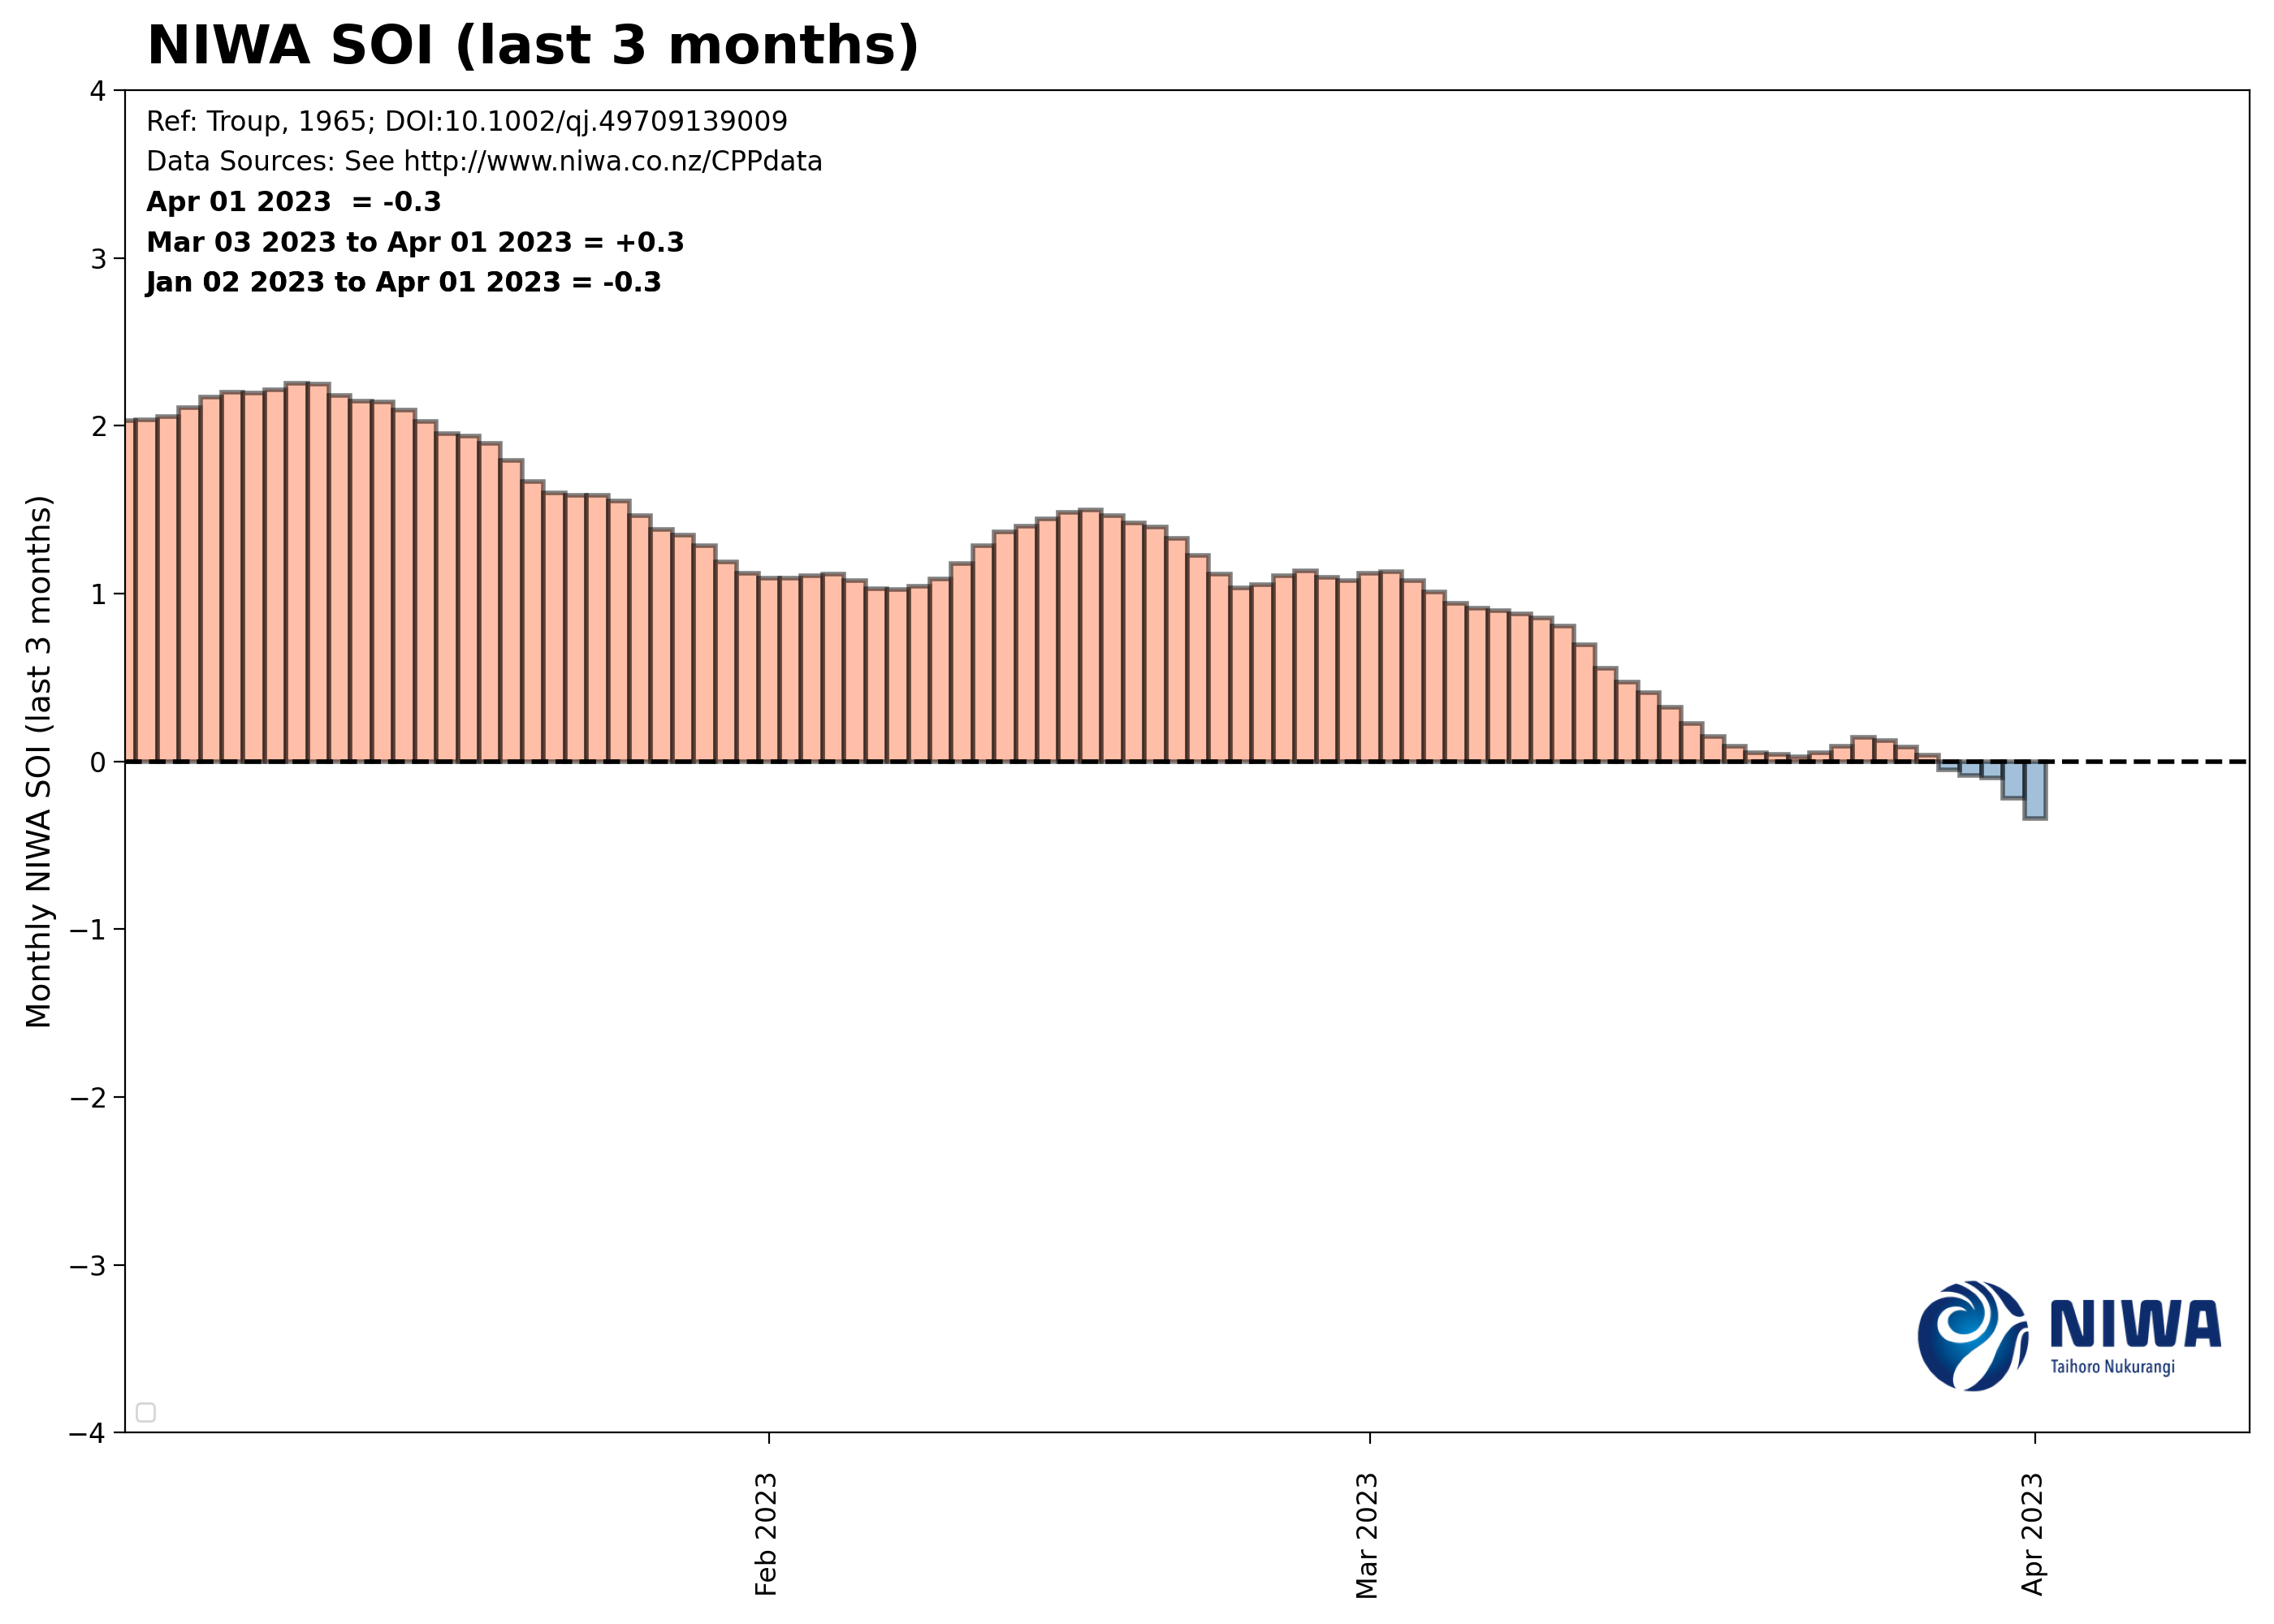 NIWA SOI (last 3 months)
Ref: Troup, 1965; DOI:10.1002/qj.49709139009
Data Sources: See http://www.niwa.co.nz/CPPdata
Apr 01 2023  = -0.3
Mar 03 2023 to Apr 01 2023 = +0.3
Jan 02 2023 to Apr 01 2023 = -0.3
Monthly NIWA SOI (last 3 months)
4
3
2
1
0
−1
−2
−3
−4
NIWA
Taihoro Nukurangi
Feb 2023
Mar 2023
Apr 2023